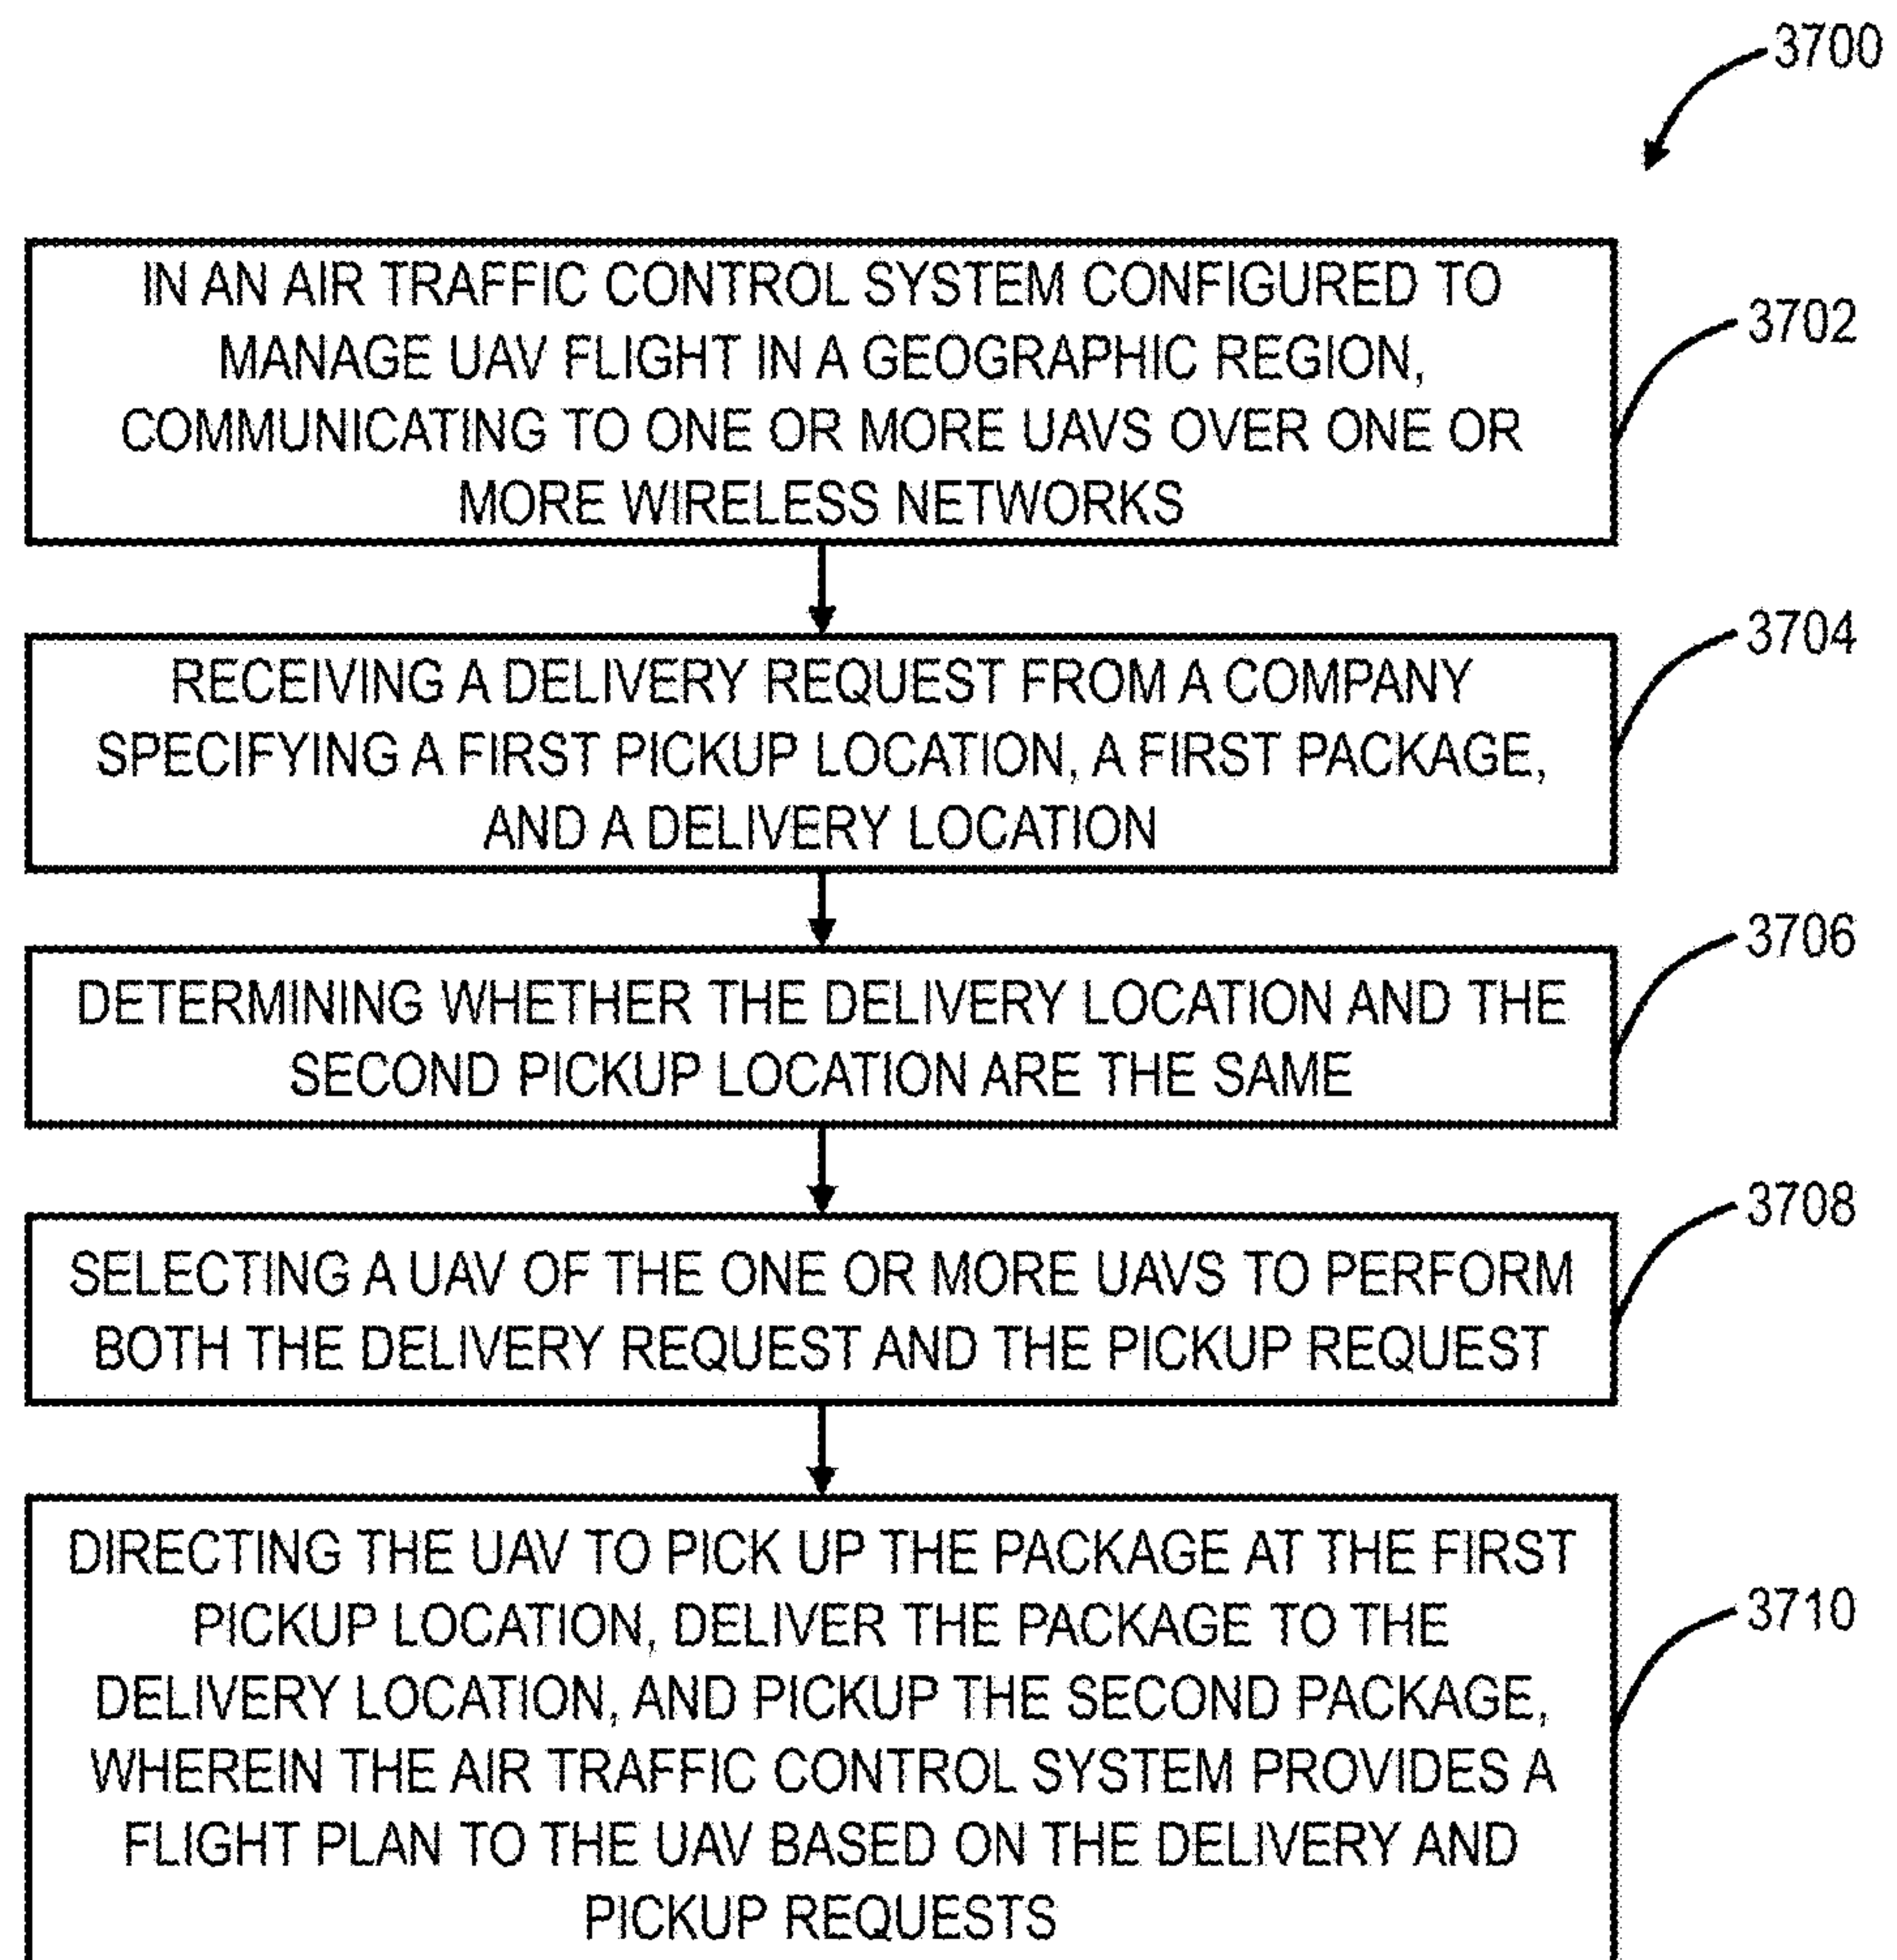 3700
IN AN AIR TRAFFIC CONTROL SYSTEM CONFIGURED TO
MANAGE UAV FLIGHT IN A GEOGRAPHIC REGION,
COMMUNICATING TO ONE OR MORE UAVS OVER ONE OR
MORE WIRELESS NETWORKS
3702
RECEIVING A DELIVERY REQUEST FROM A COMPANY
SPECIFYING A FIRST PICKUP LOCATION, A FIRST PACKAGE,
AND A DELIVERY LOCATION
3704
DETERMINING WHETHER THE DELIVERY LOCATION AND THE
SECOND PICKUP LOCATION ARE THE SAME
3706
SELECTING A UAV OF THE ONE OR MORE UAVS TO PERFORM
BOTH THE DELIVERY REQUEST AND THE PICKUP REQUEST
3708
DIRECTING THE UAV TO PICK UP THE PACKAGE AT THE FIRST
PICKUP LOCATION, DELIVER THE PACKAGE TO THE
DELIVERY LOCATION, AND PICKUP THE SECOND PACKAGE,
WHEREIN THE AIR TRAFFIC CONTROL SYSTEM PROVIDES A
FLIGHT PLAN TO THE UAV BASED ON THE DELIVERY AND
PICKUP REQUESTS
3710